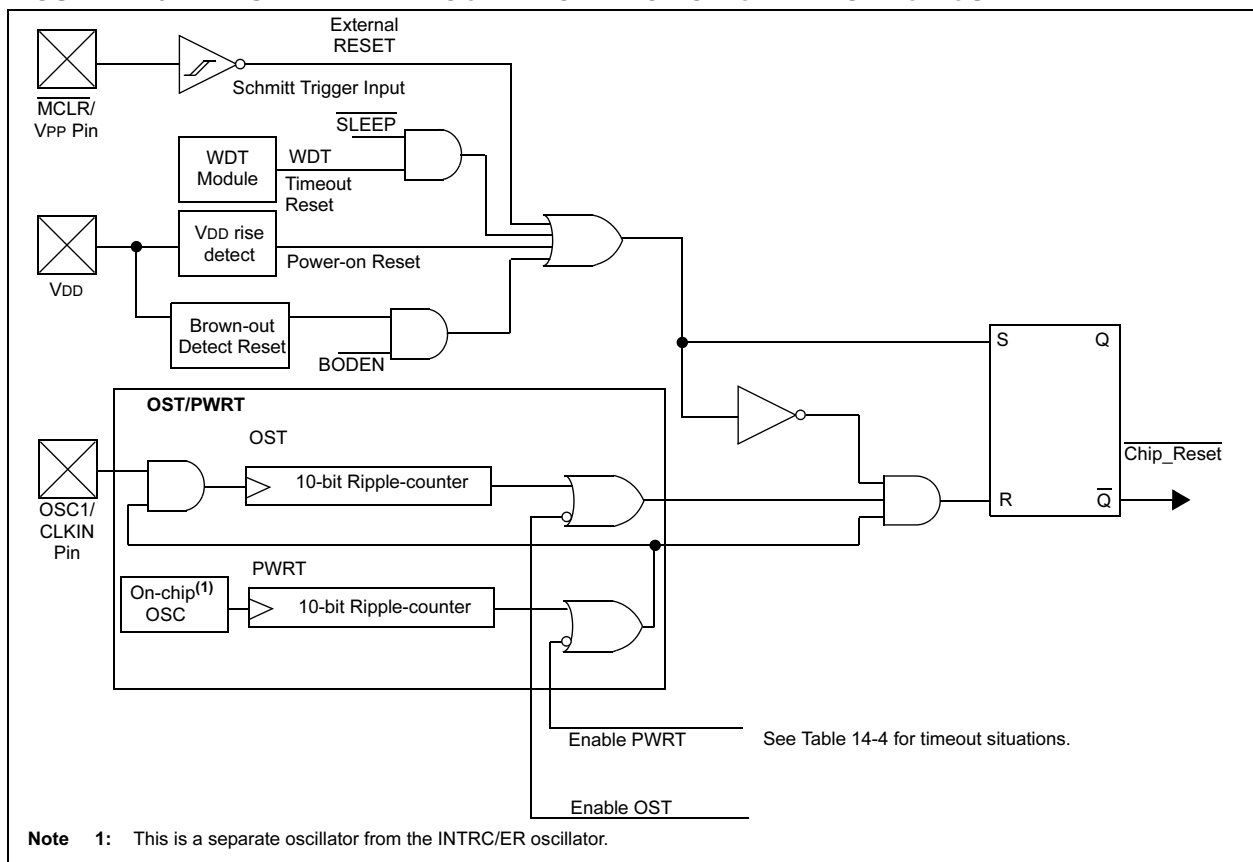 External
RESET
Schmitt Trigger Input
MCLR/
VPP Pin
SLEEP
WDT
Module
WDT
Timeout
Reset
VDD rise
detect
Power-on Reset
VDD
Brown-out
Detect Reset
BODEN
S
Q
OST/PWRT
OST
10-bit Ripple-counter
Chip_Reset
OSC1/
CLKIN
Pin
R
Q
PWRT
On-chip(1)
OSC
10-bit Ripple-counter
Enable PWRT
See Table 14-4 for timeout situations.
Enable OST
Note 1: This is a separate oscillator from the INTRC/ER oscillator.